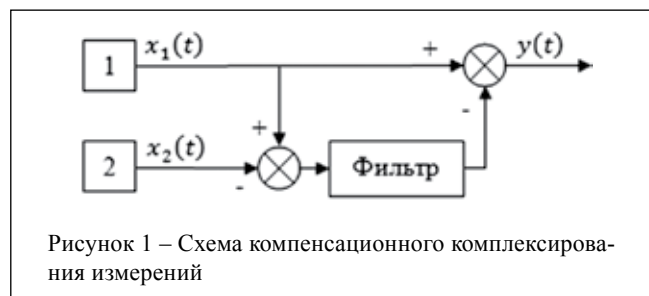 1
x₁(t)
+
y(t)
-
+
2
x₂(t)
-
Фильтр
Рисунок 1 – Схема компенсационного комплексирова-
ния измерений